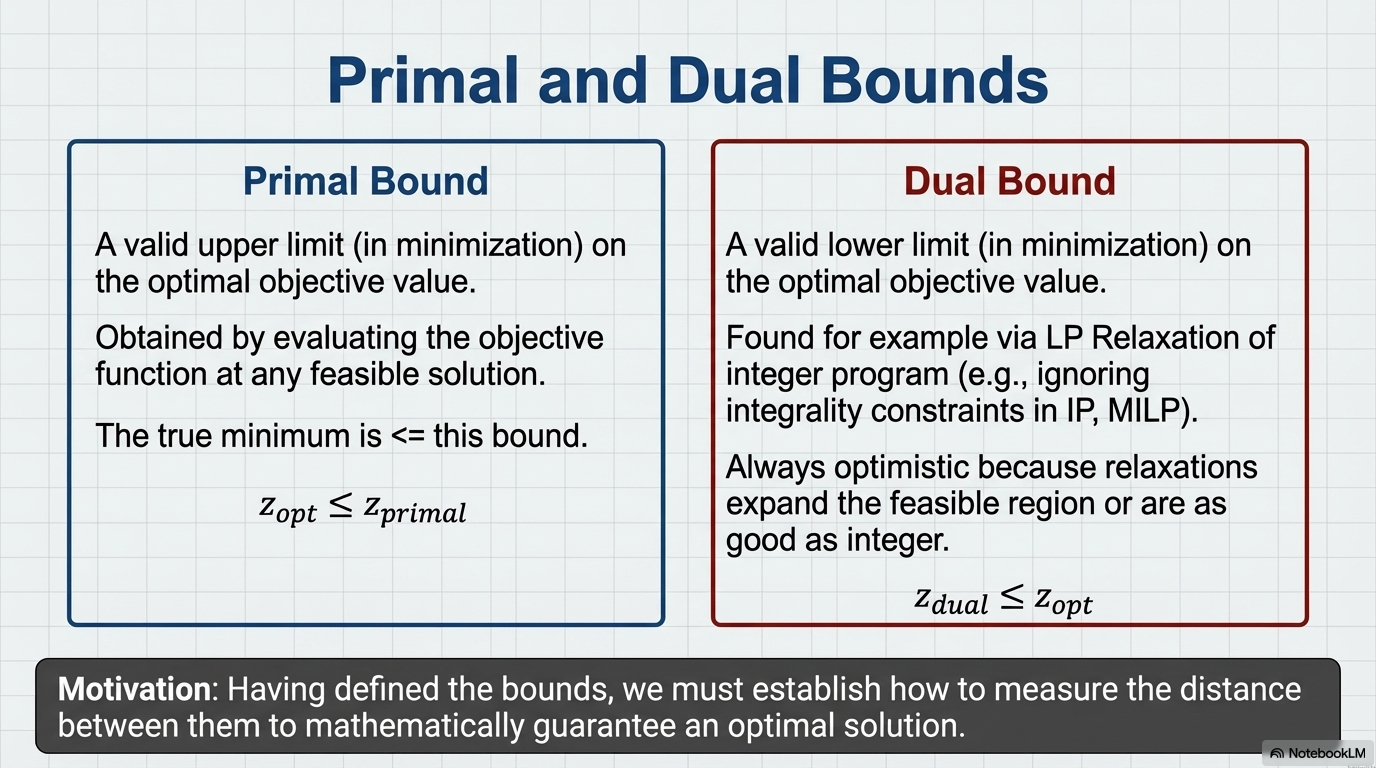 Primal and Dual Bounds
Primal Bound
A valid upper limit (in minimization) on
the optimal objective value.
Obtained by evaluating the objective
function at any feasible solution.
The true minimum is <= this bound.
z_opt ≤ z_primal
Dual Bound
A valid lower limit (in minimization) on
the optimal objective value.
Found for example via LP Relaxation of
integer program (e.g., ignoring
integrality constraints in IP, MILP).
Always optimistic because relaxations
expand the feasible region or are as
good as integer.
z_dual ≤ z_opt
Motivation: Having defined the bounds, we must establish how to measure the distance
between them to mathematically guarantee an optimal solution.
NotebookLM